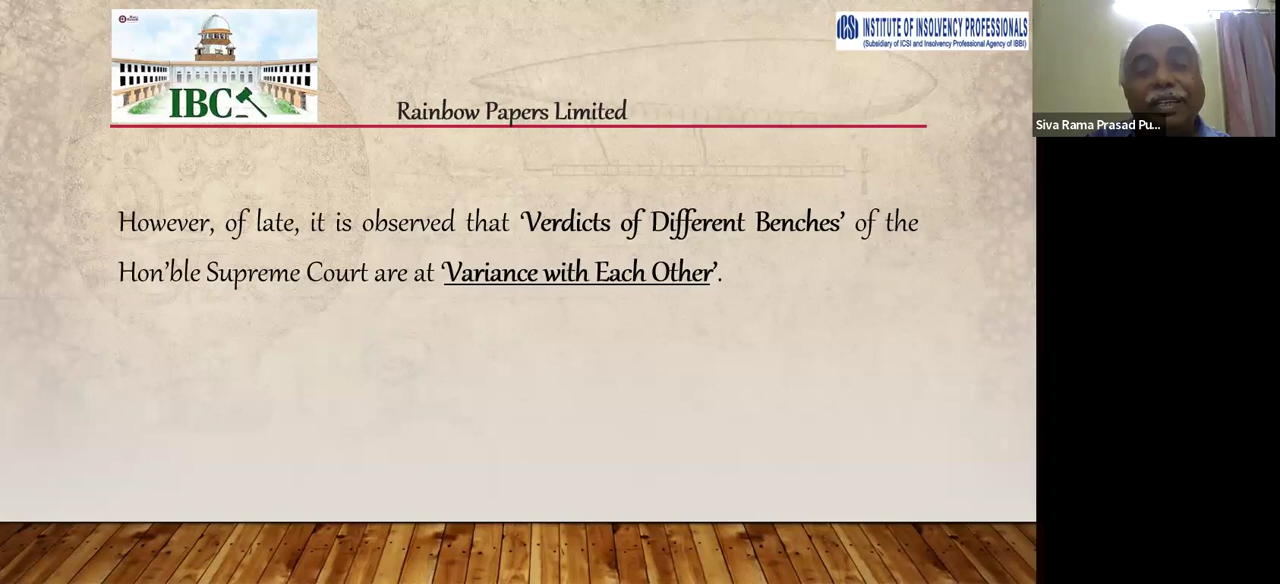 IBC
ICSI INSTITUTE OF INSOLVENCY PROFESSIONALS
(Subsidiary of ICSI and Insolvency Professional Agency of IBBI)
Rainbow Papers Limited
Siva Rama Prasad Pu...
However, of late, it is observed that ‘Verdicts of Different Benches’ of the
Hon’ble Supreme Court are at ‘Variance with Each Other’.